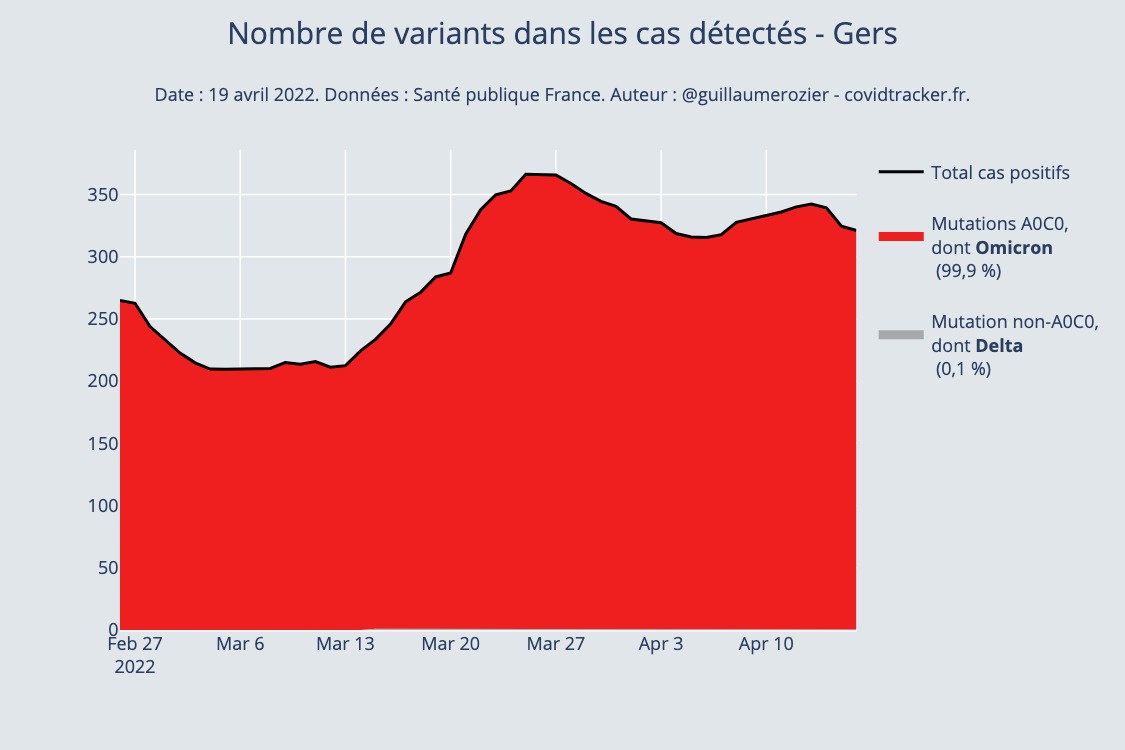 Nombre de variants dans les cas détectés - Gers
Date : 19 avril 2022. Données : Santé publique France. Auteur : @guillaumerozier - covidtracker.fr.
350
300
250
200
150
100
50
0
Feb 27 Mar 6 Mar 13 Mar 20 Mar 27 Apr 3 Apr 10
2022
Total cas positifs
Mutations A0C0,
dont Omicron
(99,9 %)
Mutation non-A0C0,
dont Delta
(0,1 %)